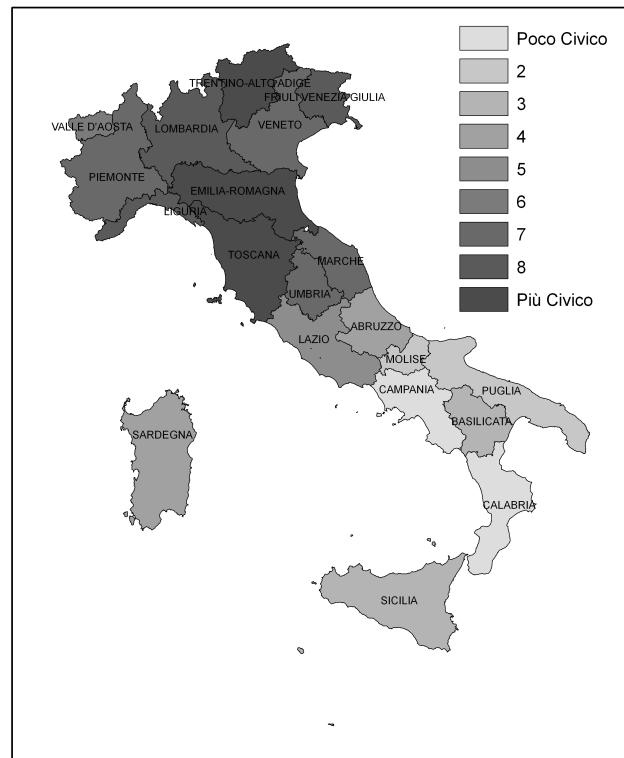 Poco Civico
2
3
4
5
6
7
8
Più Civico
TRENTINO-ALTO ADIGE
FRIULI VENEZIA GIULIA
VALLE D'AOSTA
LOMBARDIA
VENETO
PIEMONTE
EMILIA-ROMAGNA
LIGURIA
TOSCANA
MARCHE
UMBRIA
ABRUZZO
LAZIO
MOLISE
CAMPANIA
PUGLIA
BASILICATA
SARDEGNA
CALABRIA
SICILIA